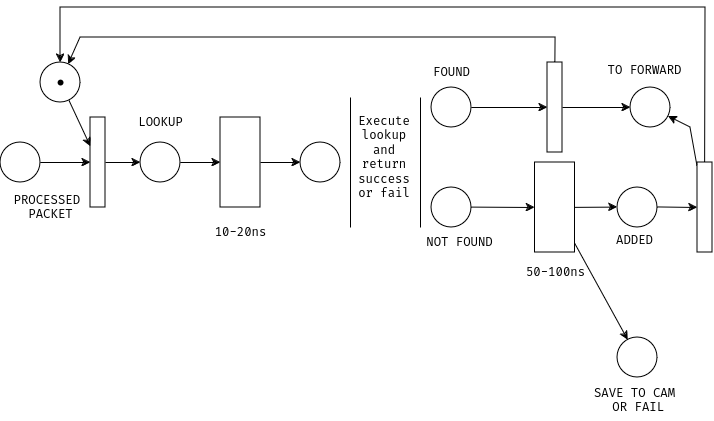 FOUND
TO FORWARD
LOOKUP
Execute
lookup
and
return
success
or fail
PROCESSED
PACKET
10-20ns
NOT FOUND
ADDED
50-100ns
SAVE TO CAM
OR FAIL